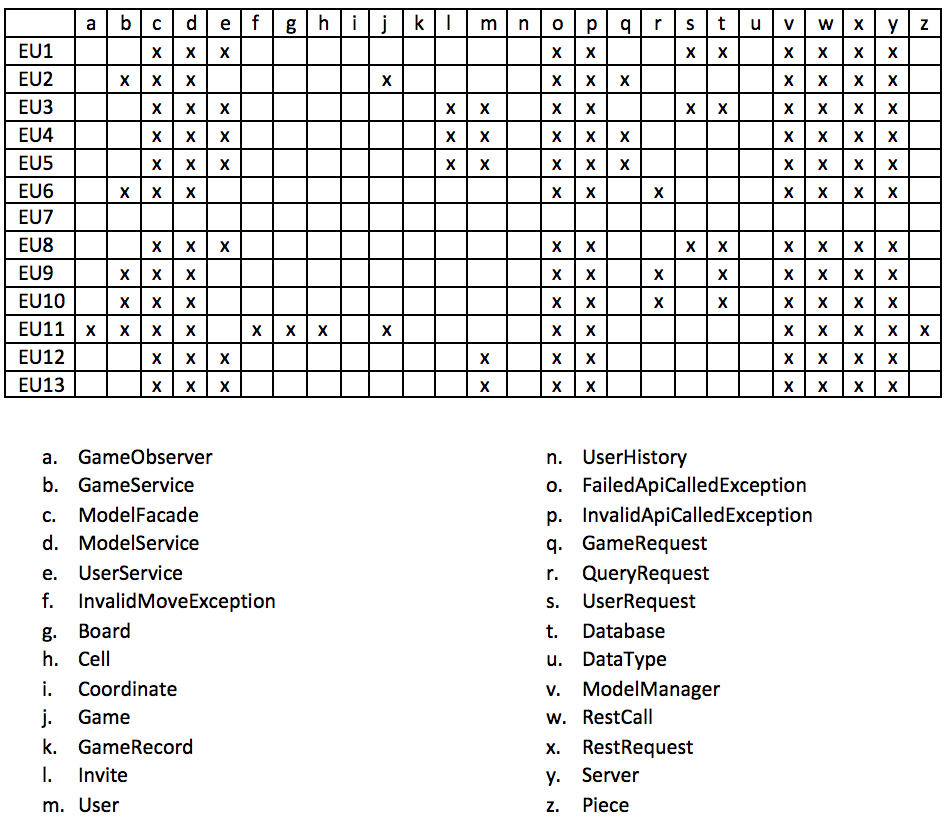 a b c d e f g h i j k l m n o p q r s t u v w x y z
EU1 x x x x x x x x x x x
EU2 x x x x x x x x x x x
EU3 x x x x x x x x x x x x x
EU4 x x x x x x x x x x x x
EU5 x x x x x x x x x x x x
EU6 x x x x x x x x x x
EU7
EU8 x x x x x x x x x x x
EU9 x x x x x x x x x x x
EU10 x x x x x x x x x x x
EU11 x x x x x x x x x x x x x x x
EU12 x x x x x x x x x x
EU13 x x x x x x x x x x
a. GameObserver
b. GameService
c. ModelFacade
d. ModelService
e. UserService
f. InvalidMoveException
g. Board
h. Cell
i. Coordinate
j. Game
k. GameRecord
l. Invite
m. User
n. UserHistory
o. FailedApiCalledException
p. InvalidApiCalledException
q. GameRequest
r. QueryRequest
s. UserRequest
t. Database
u. DataType
v. ModelManager
w. RestCall
x. RestRequest
y. Server
z. Piece